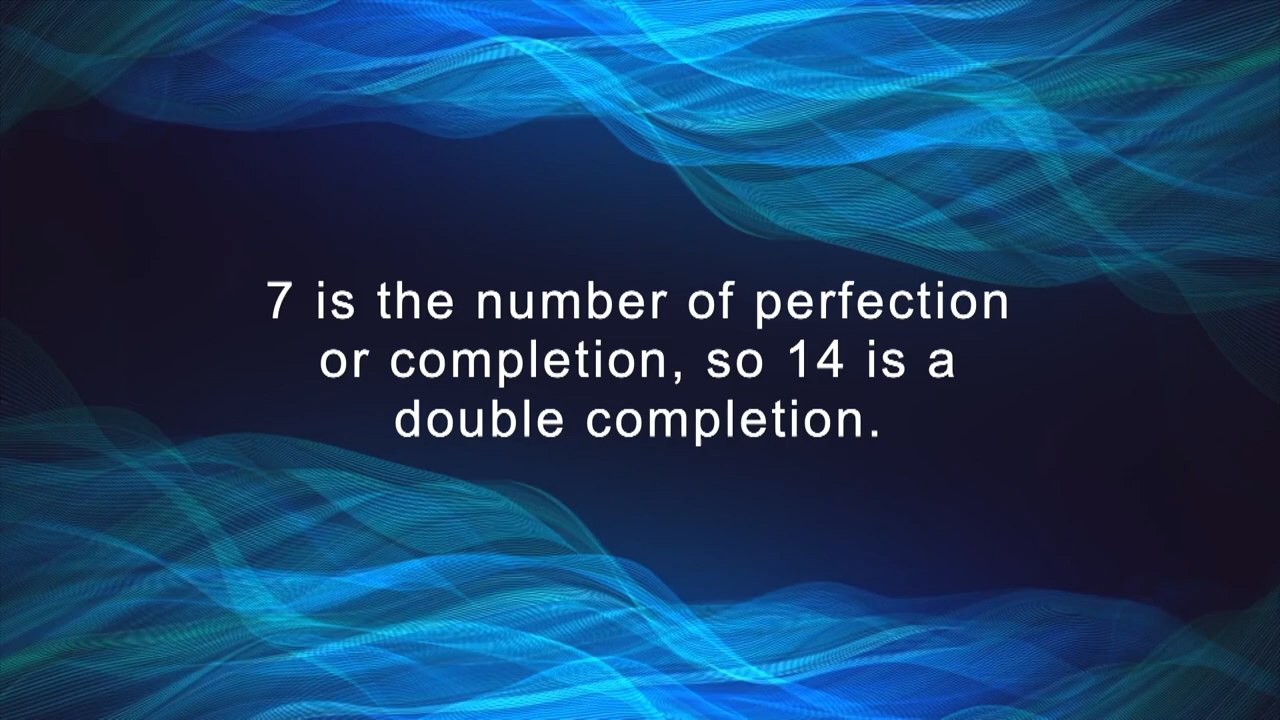 7 is the number of perfection
or completion, so 14 is a
double completion.